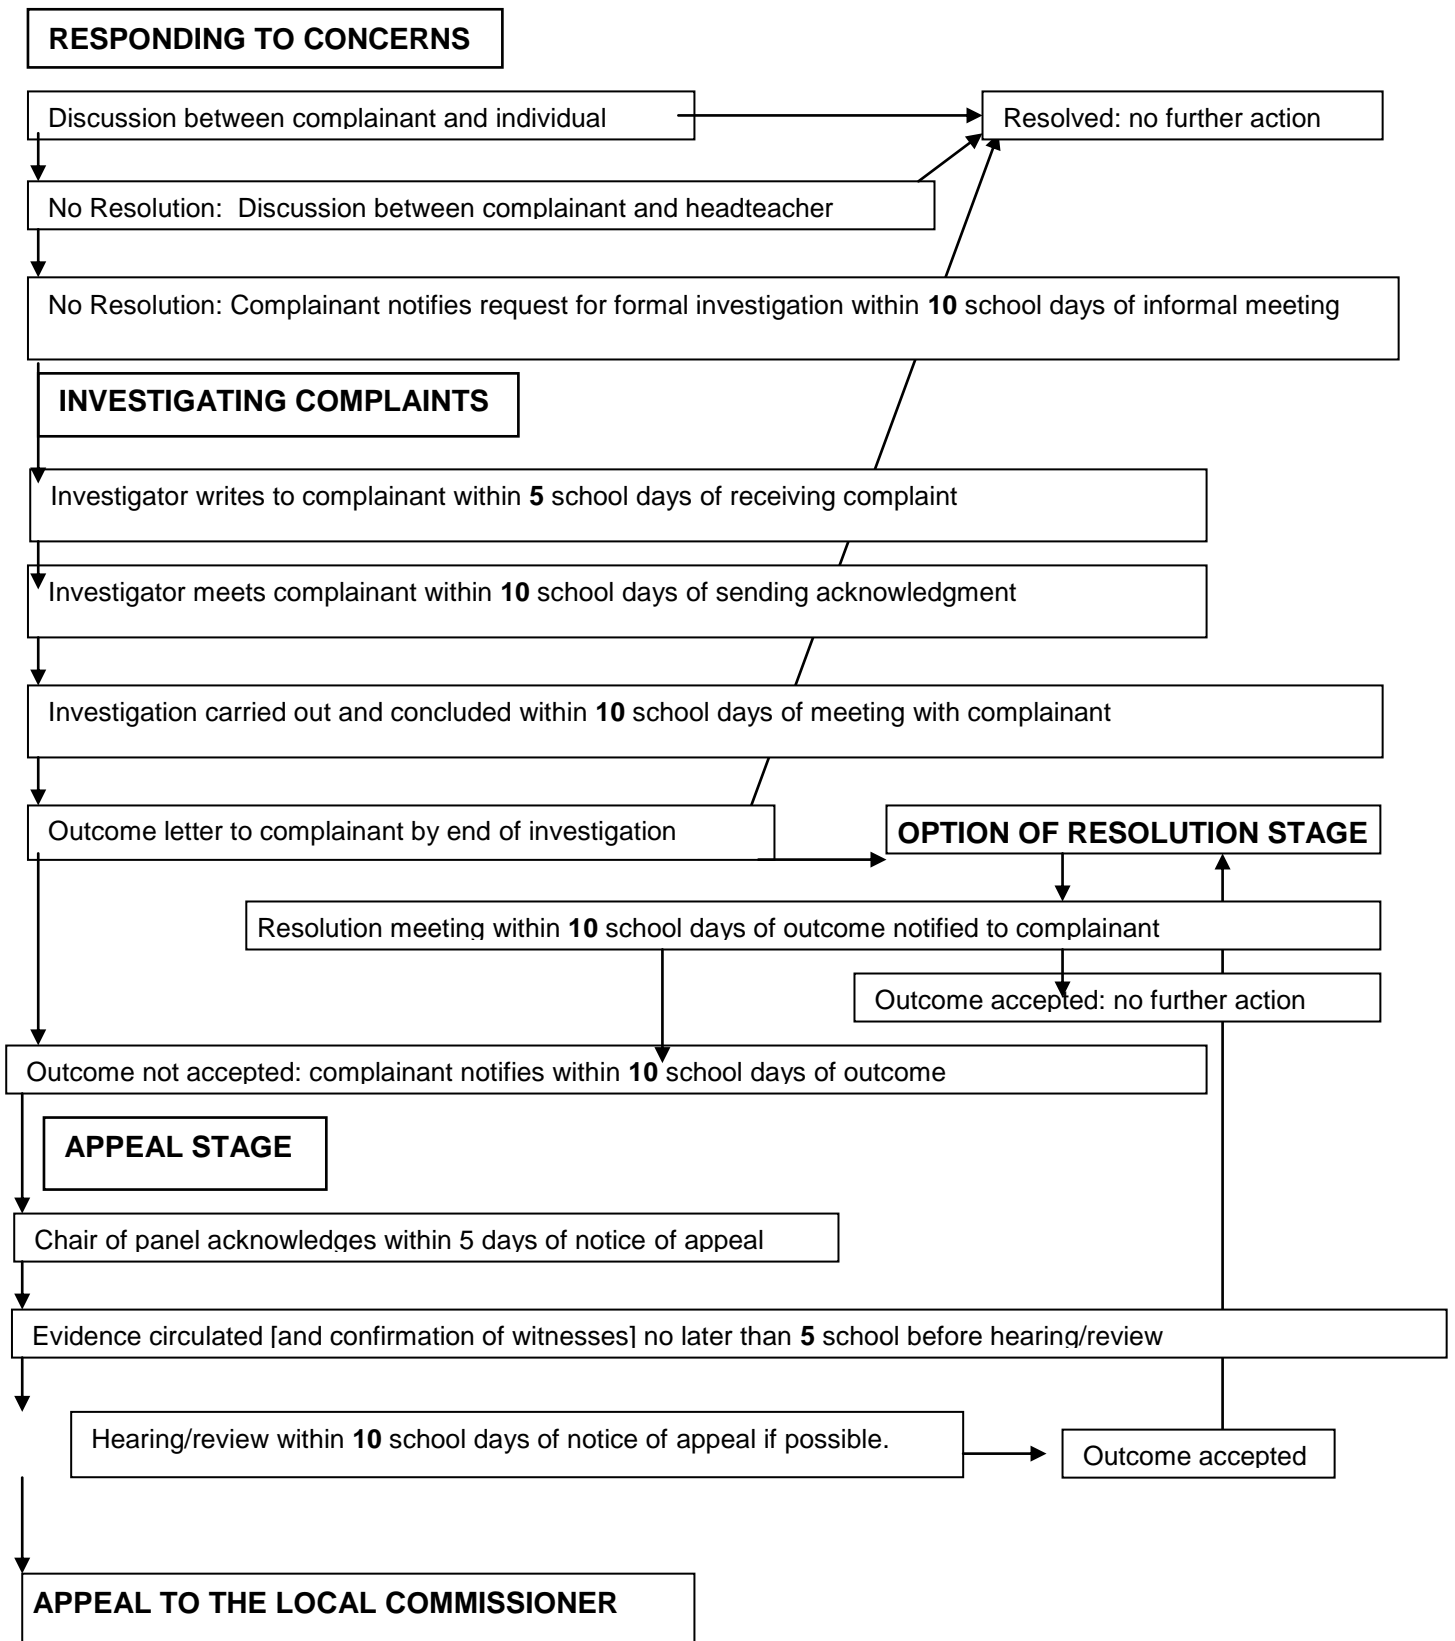 RESPONDING TO CONCERNS
Discussion between complainant and individual
Resolved: no further action
No Resolution: Discussion between complainant and headteacher
No Resolution: Complainant notifies request for formal investigation within 10 school days of informal meeting
INVESTIGATING COMPLAINTS
Investigator writes to complainant within 5 school days of receiving complaint
Investigator meets complainant within 10 school days of sending acknowledgment
Investigation carried out and concluded within 10 school days of meeting with complainant
Outcome letter to complainant by end of investigation
OPTION OF RESOLUTION STAGE
Resolution meeting within 10 school days of outcome notified to complainant
Outcome accepted: no further action
Outcome not accepted: complainant notifies within 10 school days of outcome
APPEAL STAGE
Chair of panel acknowledges within 5 days of notice of appeal
Evidence circulated [and confirmation of witnesses] no later than 5 school before hearing/review
Hearing/review within 10 school days of notice of appeal if possible.
Outcome accepted
APPEAL TO THE LOCAL COMMISSIONER